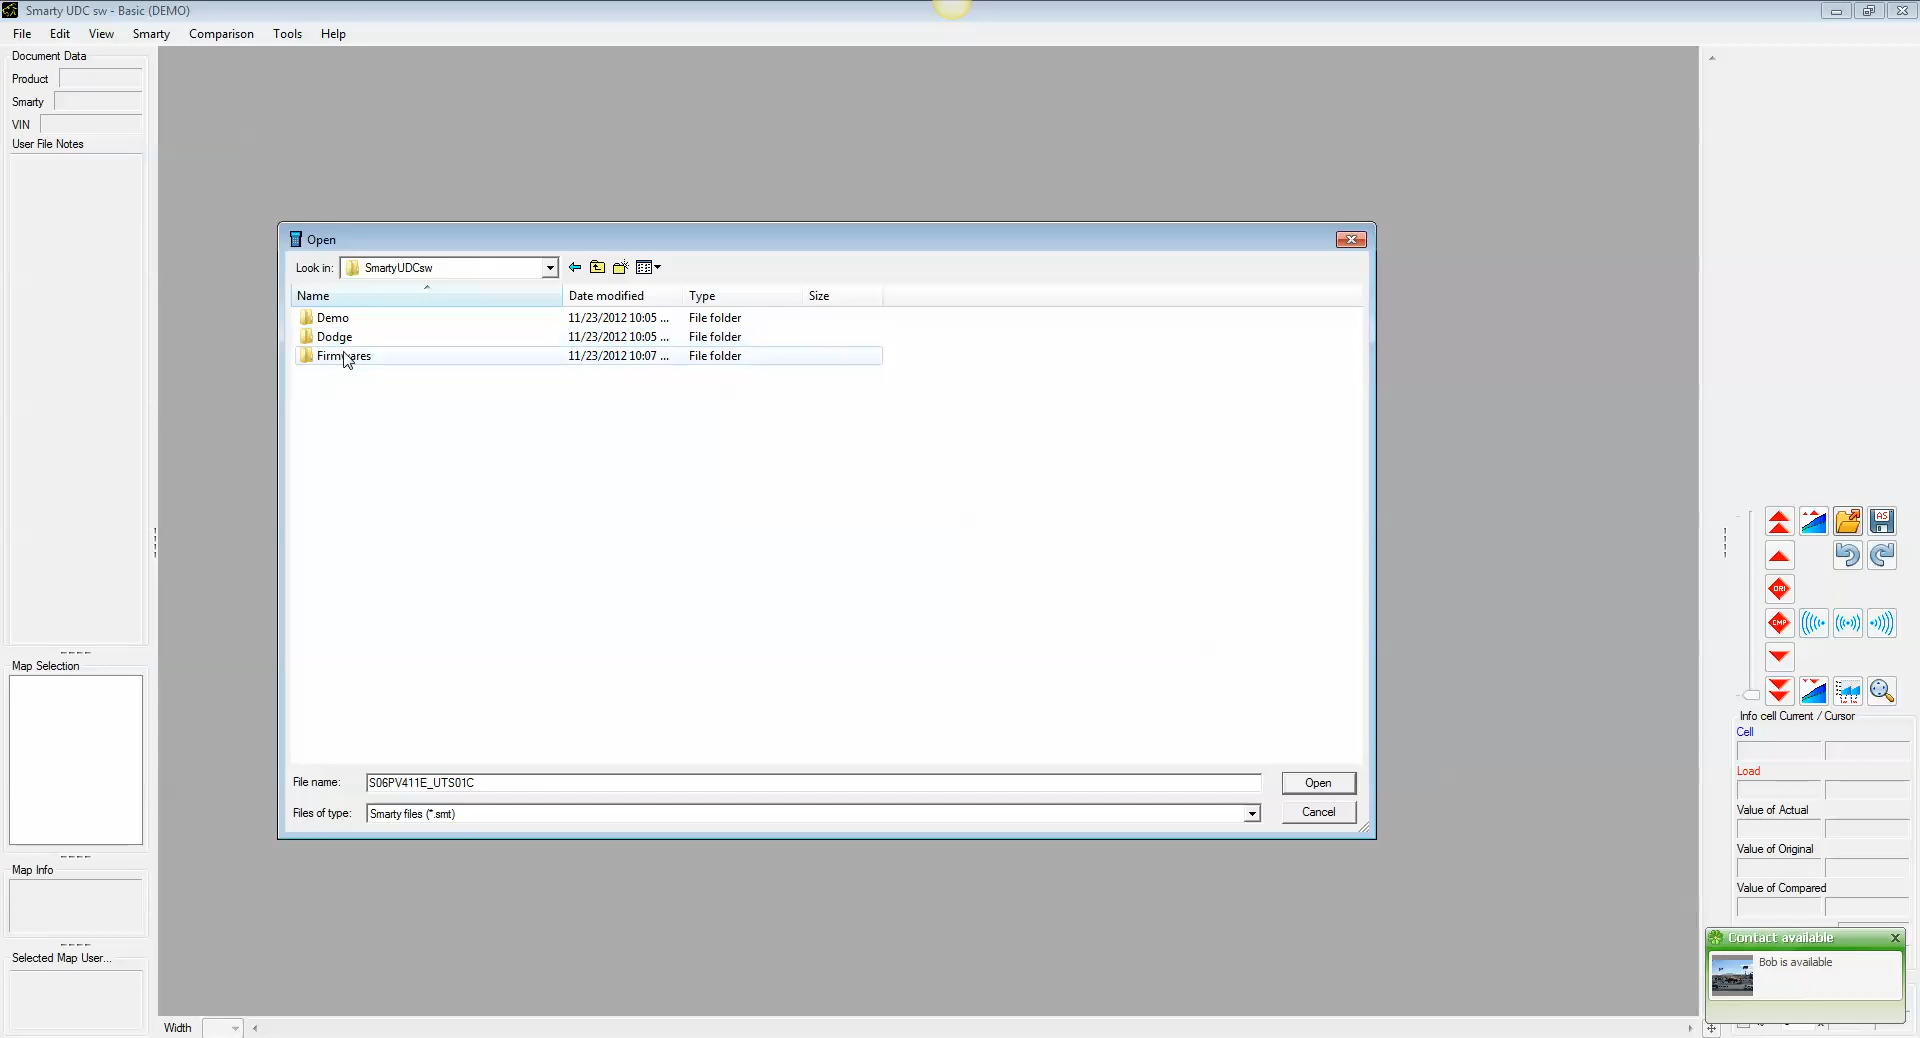 Smarty UDC sw - Basic (DEMO)
File Edit View Smarty Comparison Tools Help
Document Data
Product
Smarty
VIN
User File Notes
Open
Look in: SmartyUDCsw
Name Date modified Type Size
Demo 11/23/2012 10:05 ... File folder
Dodge 11/23/2012 10:05 ... File folder
Firmwares 11/23/2012 10:07 ... File folder
File name: S06PV411E_UTS01C Open
Files of type: Smarty files (*.smt) Cancel
Map Selection
Map Info
Selected Map User...
Width
AS
ORI
CMP
Info cell Current / Cursor
Cell
Load
Value of Actual
Value of Original
Value of Compared
Contact available
Bob is available